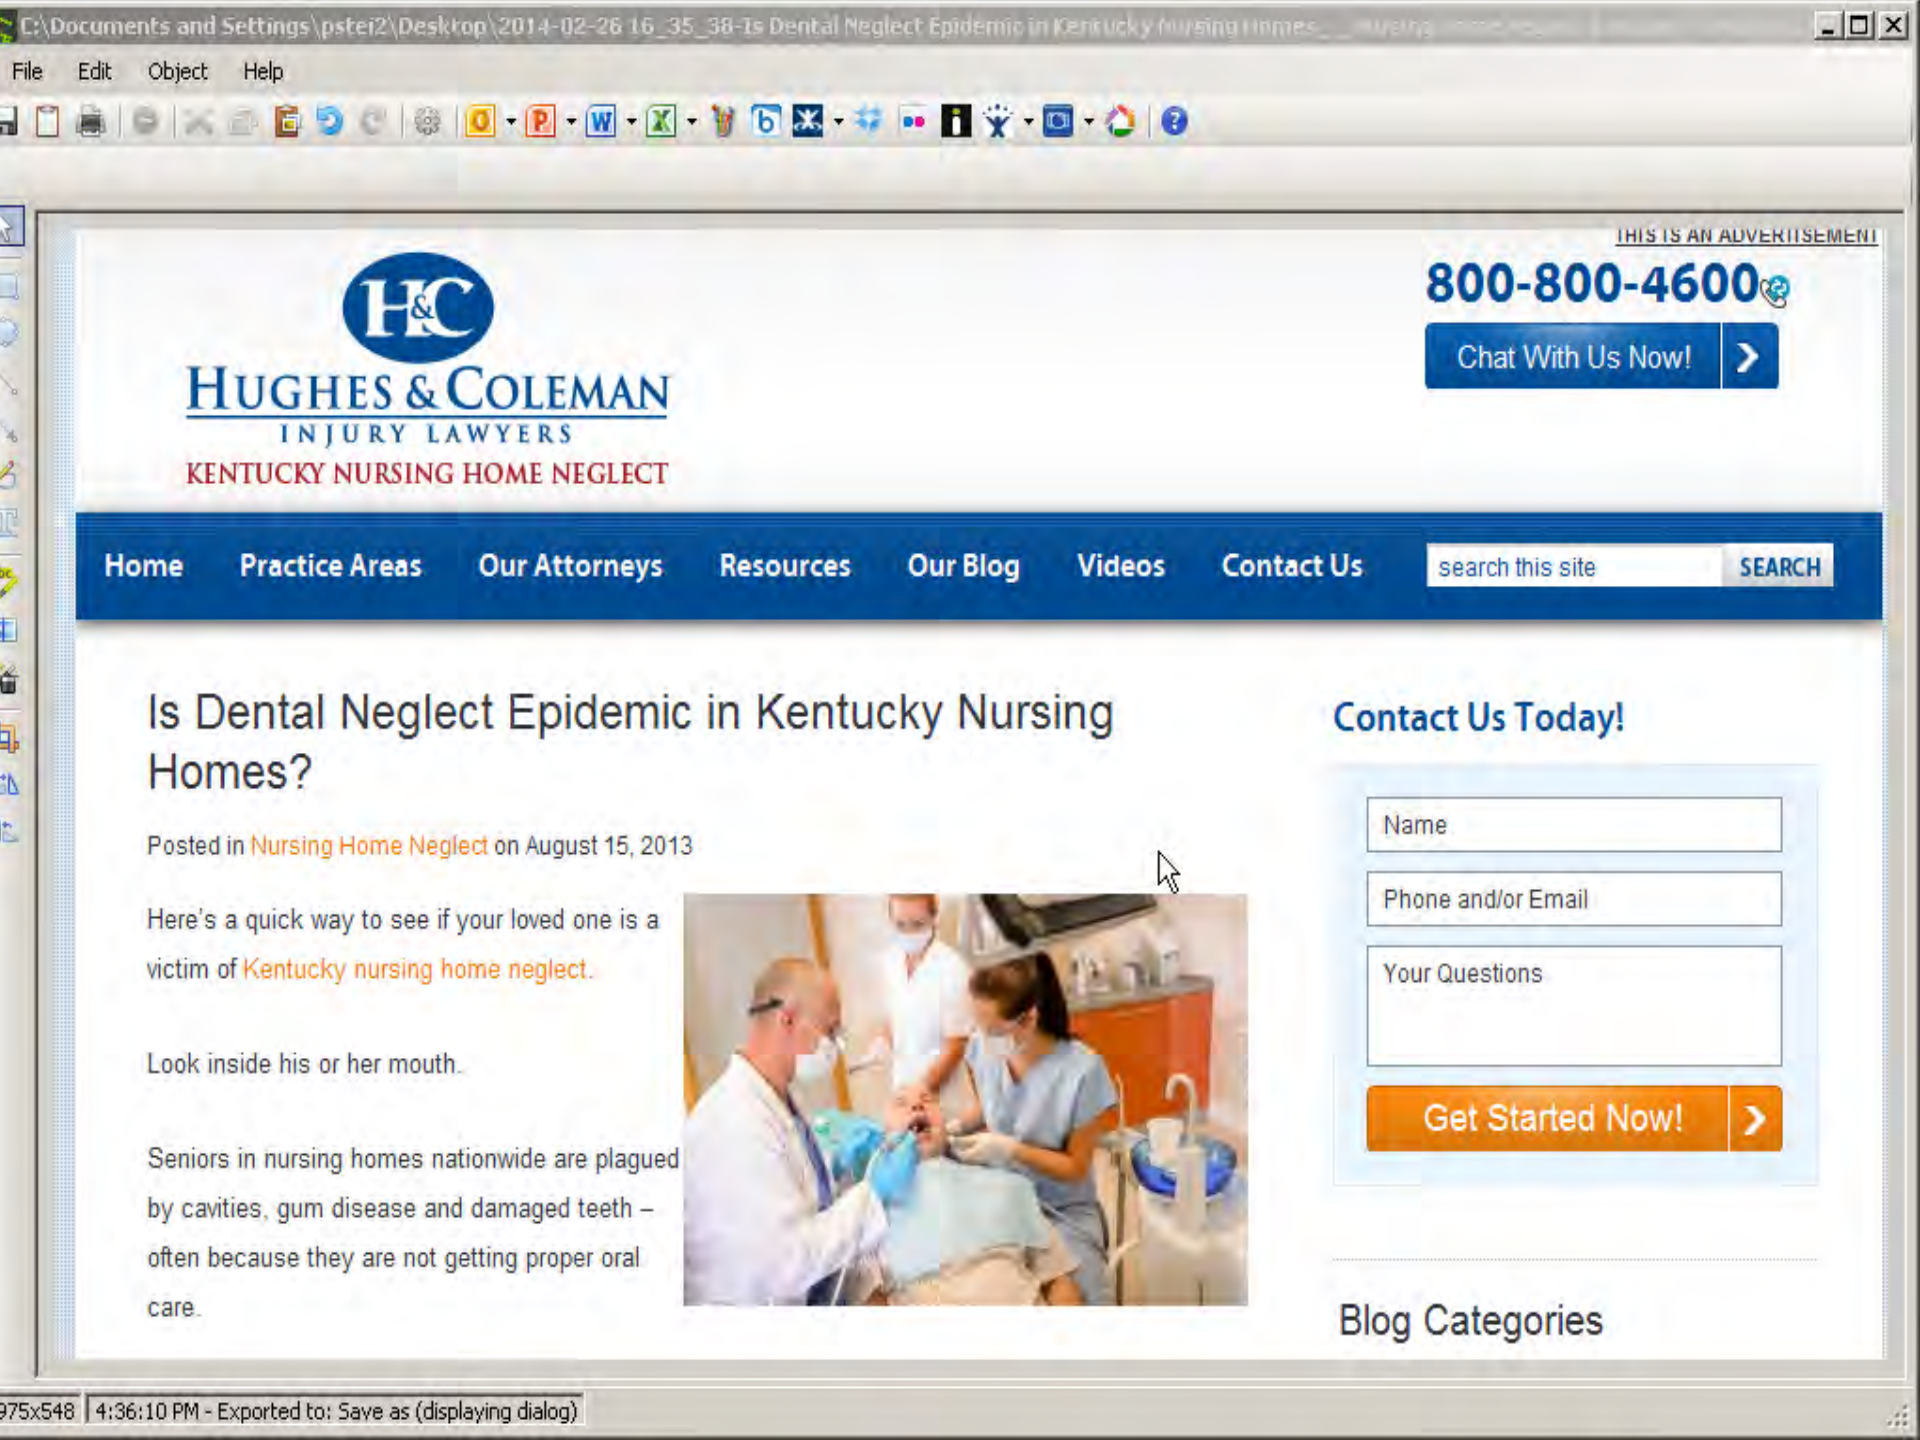 C:\Documents and Settings\pstei2\Desktop\2014-02-26 16_35_38-Is Dental Neglect Epidemic in Kentucky Nursing Homes_
File Edit Object Help
THIS IS AN ADVERTISEMENT
H&C
800-800-4600
Chat With Us Now!
HUGHES & COLEMAN
INJURY LAWYERS
KENTUCKY NURSING HOME NEGLECT
Home Practice Areas Our Attorneys Resources Our Blog Videos Contact Us search this site SEARCH
Is Dental Neglect Epidemic in Kentucky Nursing
Homes?
Posted in Nursing Home Neglect on August 15, 2013
Here's a quick way to see if your loved one is a
victim of Kentucky nursing home neglect.
Look inside his or her mouth.
Seniors in nursing homes nationwide are plagued
by cavities, gum disease and damaged teeth –
often because they are not getting proper oral
care.
Contact Us Today!
Name
Phone and/or Email
Your Questions
Get Started Now!
Blog Categories
975x548 4:36:10 PM - Exported to: Save as (displaying dialog)